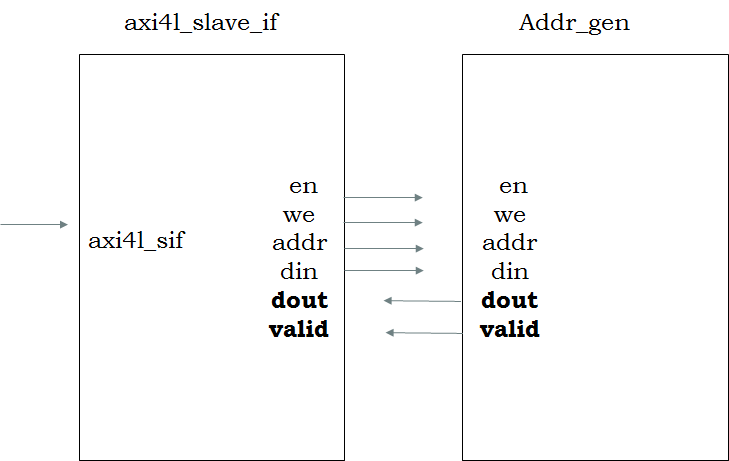 axi4l_slave_if
Addr_gen
en
we
axi4l_sif
addr
din
dout
valid
en
we
addr
din
dout
valid